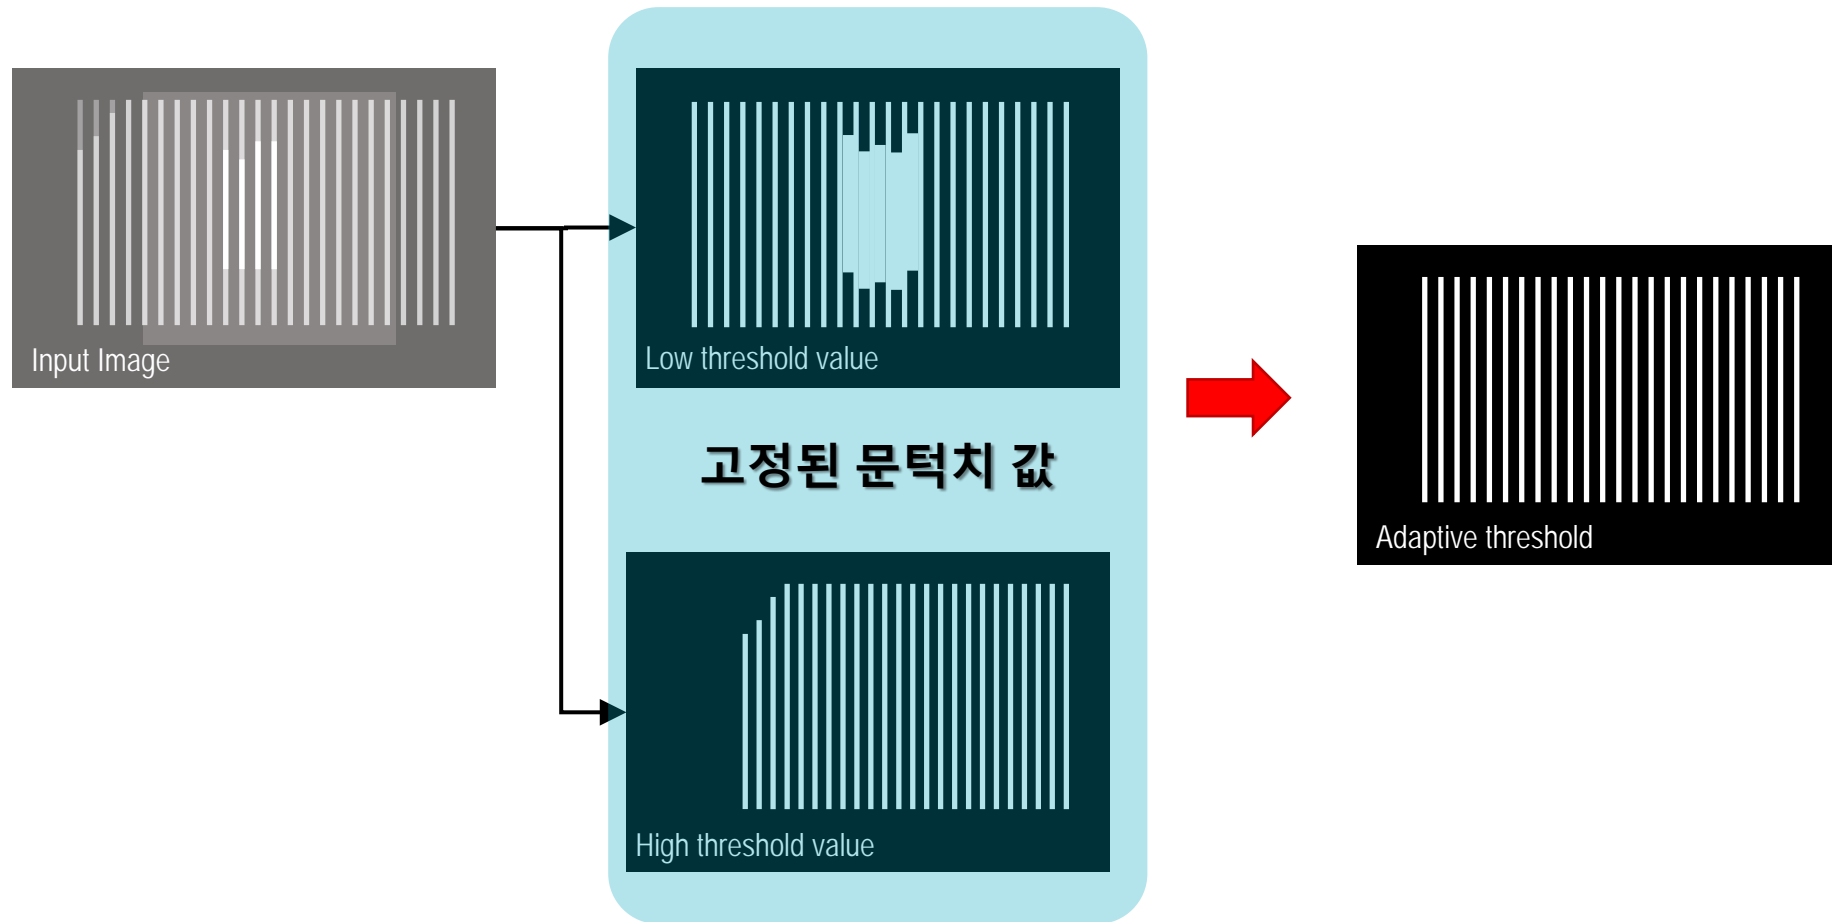 Input Image
Low threshold value
고정된 문턱치 값
High threshold value
Adaptive threshold